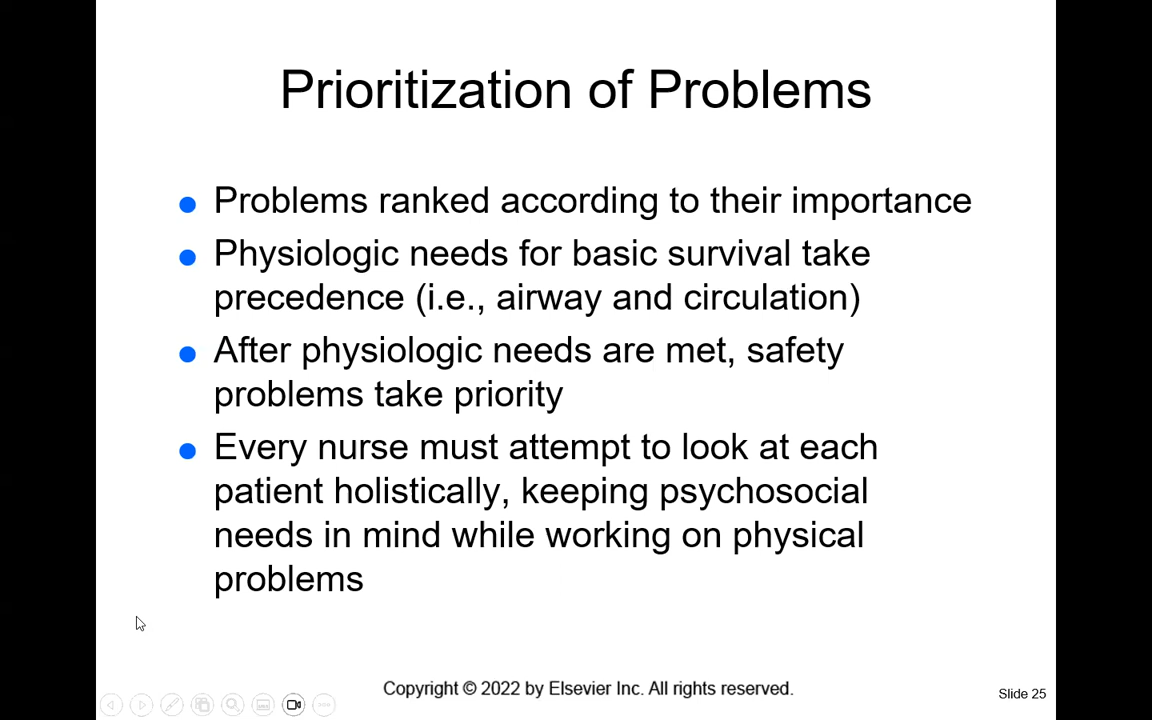 Prioritization of Problems
Problems ranked according to their importance
Physiologic needs for basic survival take
precedence (i.e., airway and circulation)
After physiologic needs are met, safety
problems take priority
Every nurse must attempt to look at each
patient holistically, keeping psychosocial
needs in mind while working on physical
problems
Copyright © 2022 by Elsevier Inc. All rights reserved.
Slide 25